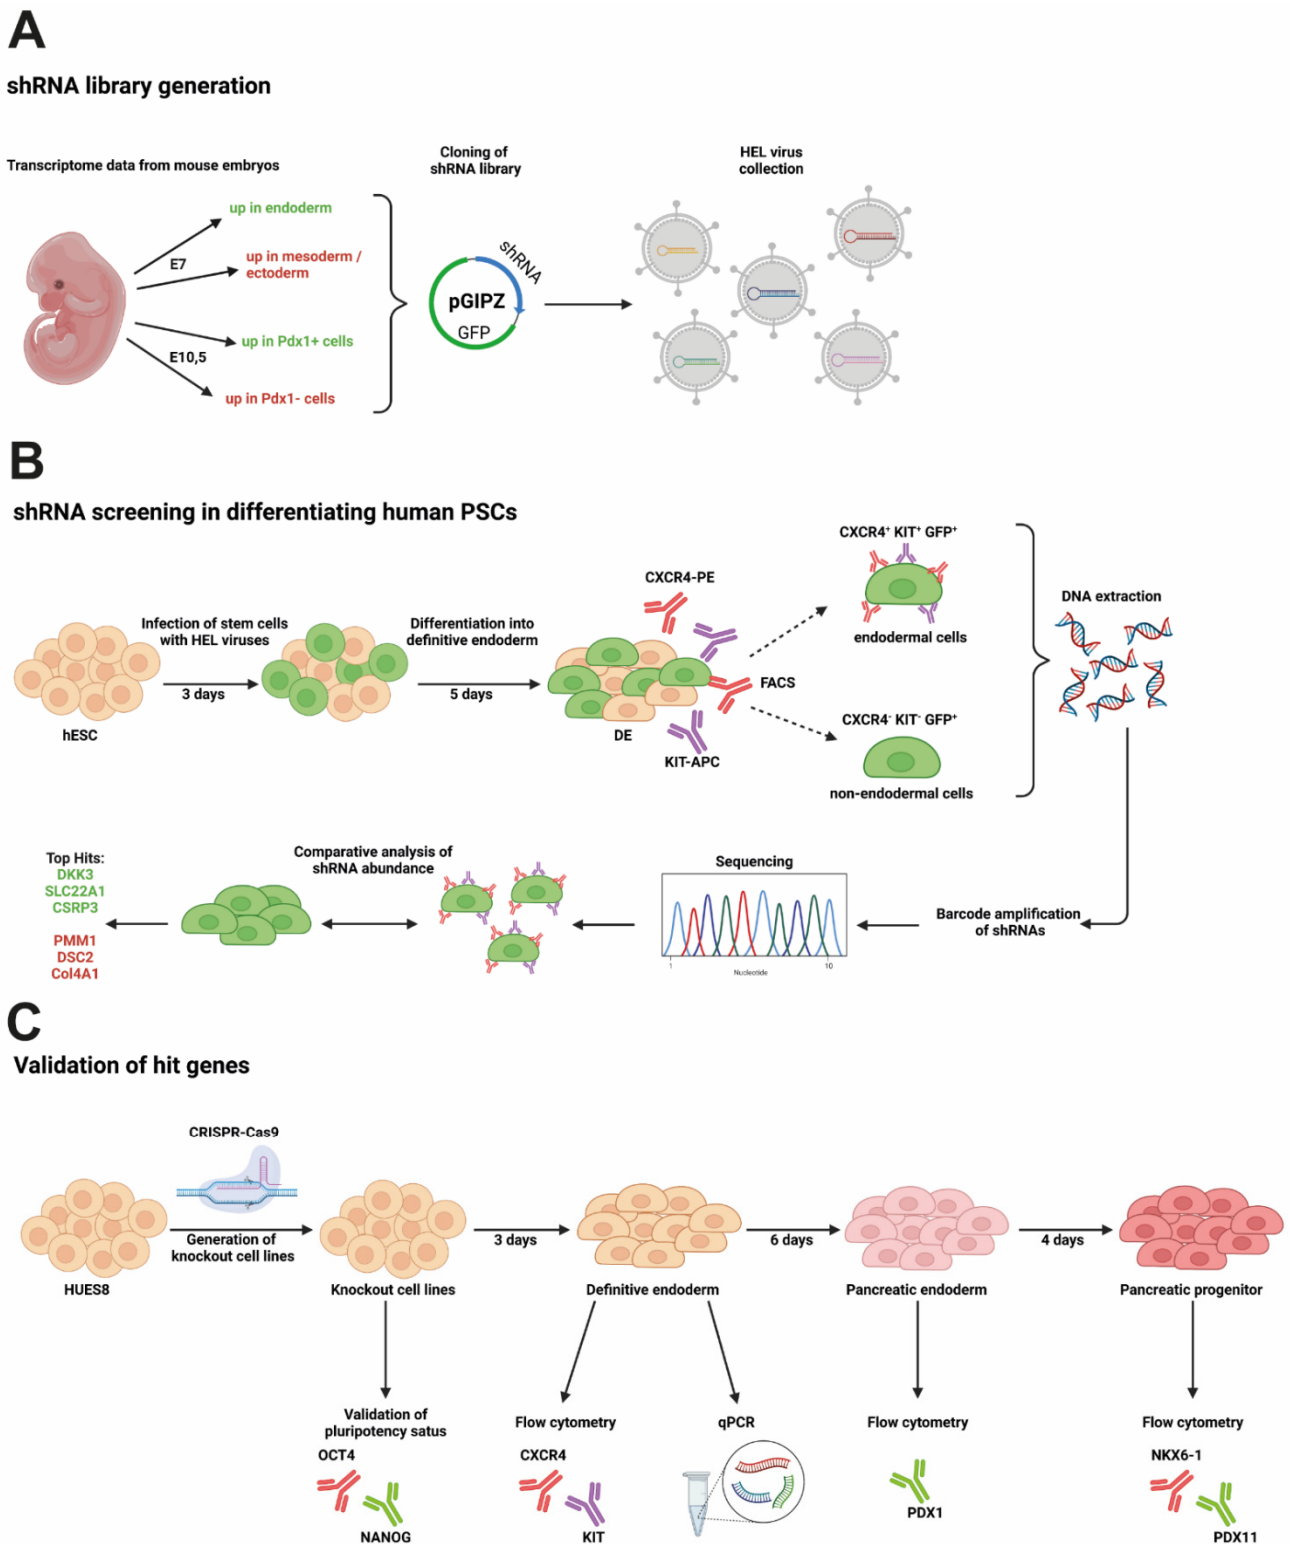 A
shRNA library generation
Transcriptome data from mouse embryos
Cloning of
shRNA library
HEL virus
collection
up in endoderm
E7
up in mesoderm /
ectoderm
up in Pdx1+ cells
E10,5
up in Pdx1- cells
shRNA
pGIPZ
GFP
B
shRNA screening in differentiating human PSCs
Infection of stem cells
with HEL viruses
3 days
hESC
Differentiation into
definitive endoderm
5 days
DE
CXCR4-PE
KIT-APC
FACS
CXCR4⁺ KIT⁺ GFP⁺
endodermal cells
CXCR4⁻ KIT⁻ GFP⁺
non-endodermal cells
DNA extraction
Top Hits:
DKK3
SLC22A1
CSRP3
PMM1
DSC2
Col4A1
Comparative analysis of
shRNA abundance
Sequencing
1
10
Nucleotide
Barcode amplification
of shRNAs
C
Validation of hit genes
CRISPR-Cas9
Generation of
knockout cell lines
3 days
6 days
4 days
HUES8
Knockout cell lines
Definitive endoderm
Pancreatic endoderm
Pancreatic progenitor
Validation of
pluripotency satus
OCT4
NANOG
Flow cytometry
CXCR4
KIT
qPCR
Flow cytometry
PDX1
Flow cytometry
NKX6-1
PDX11